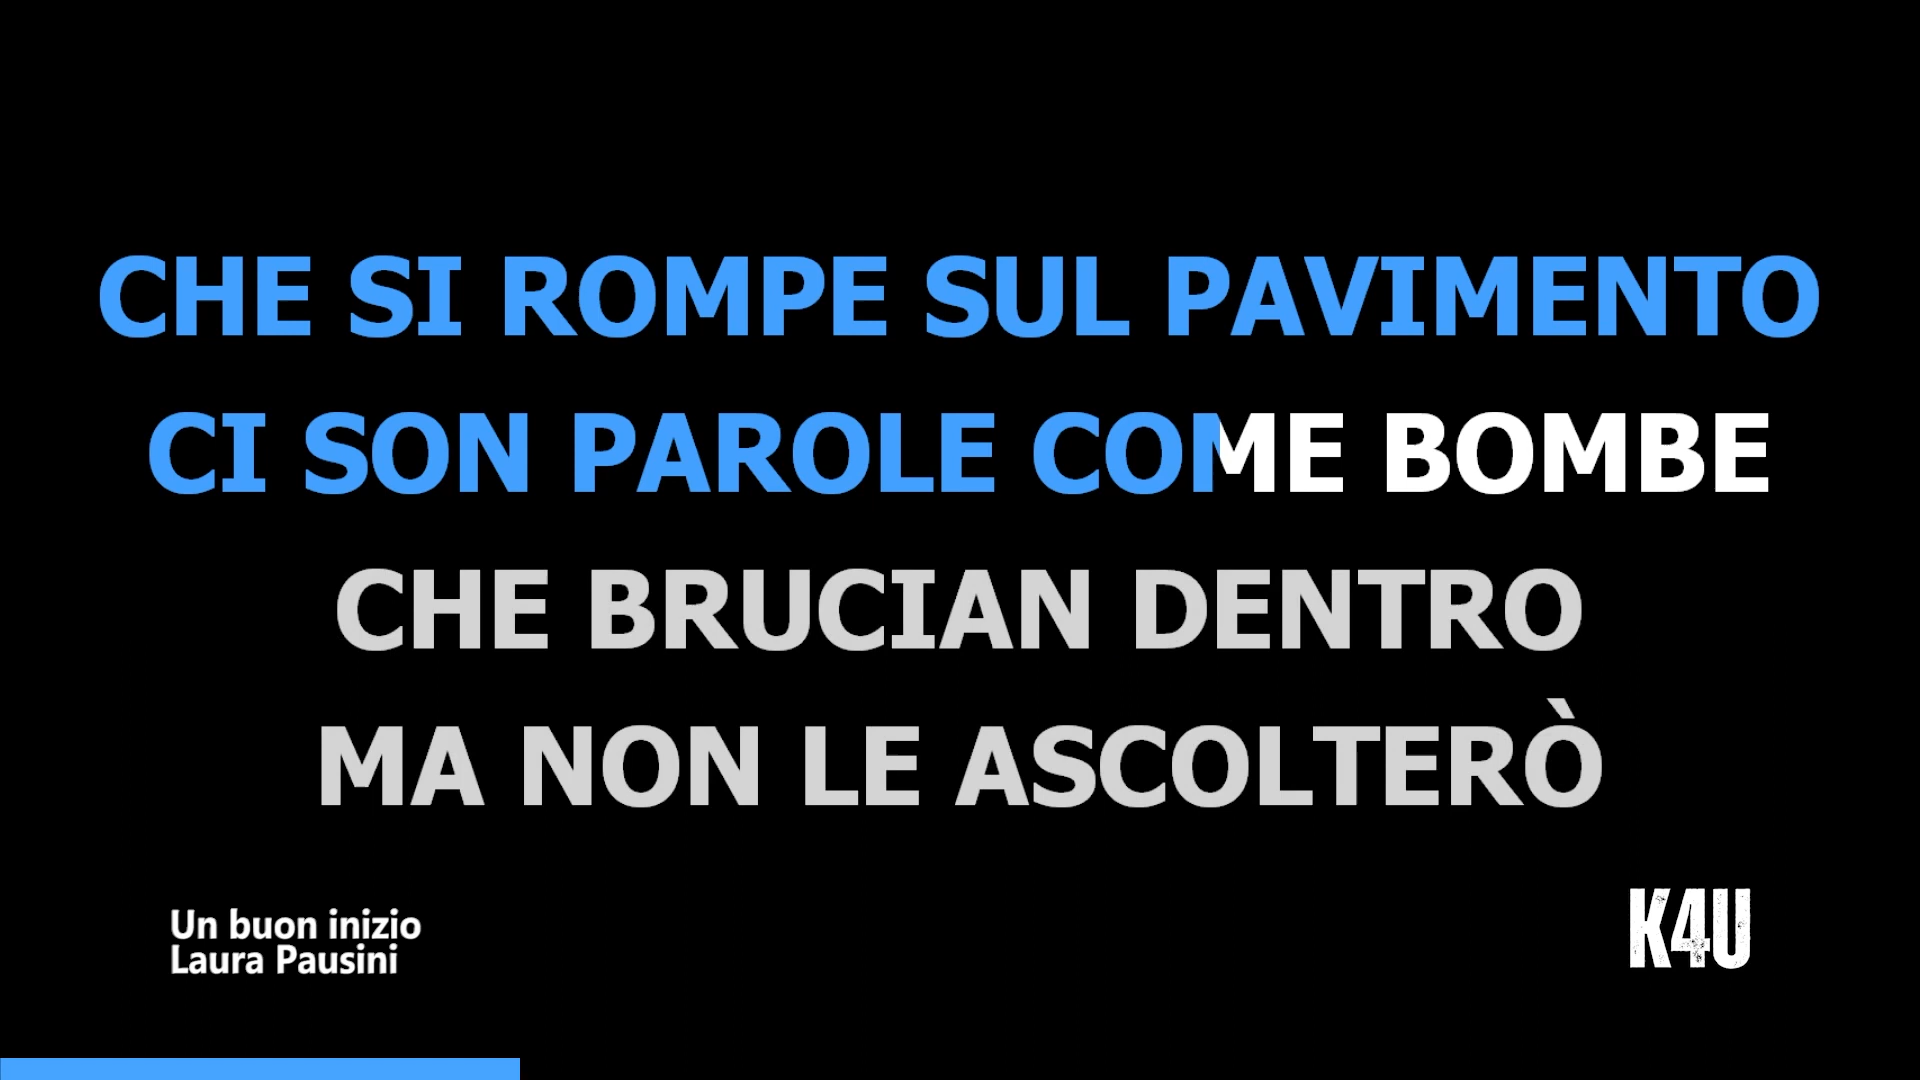 CHE SI ROMPE SUL PAVIMENTO
CI SON PAROLE COME BOMBE
CHE BRUCIAN DENTRO
MA NON LE ASCOLTERÒ
Un buon inizio
Laura Pausini
K4U